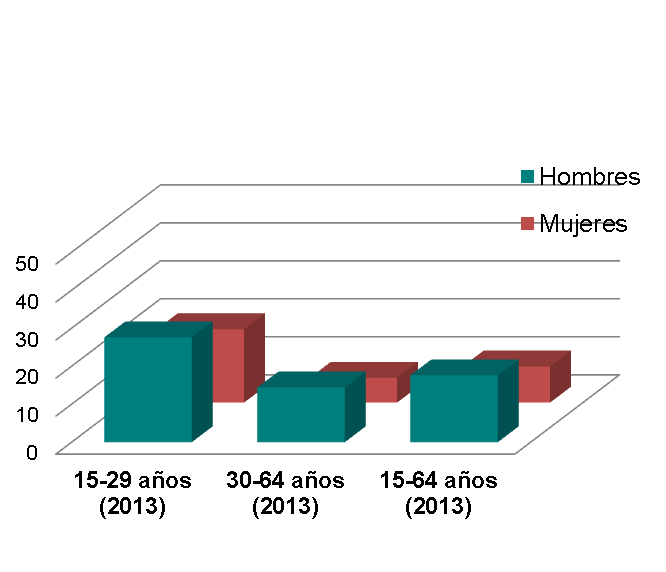 Hombres
Mujeres
50
40
30
20
10
0
15-29 años
(2013)
30-64 años
(2013)
15-64 años
(2013)